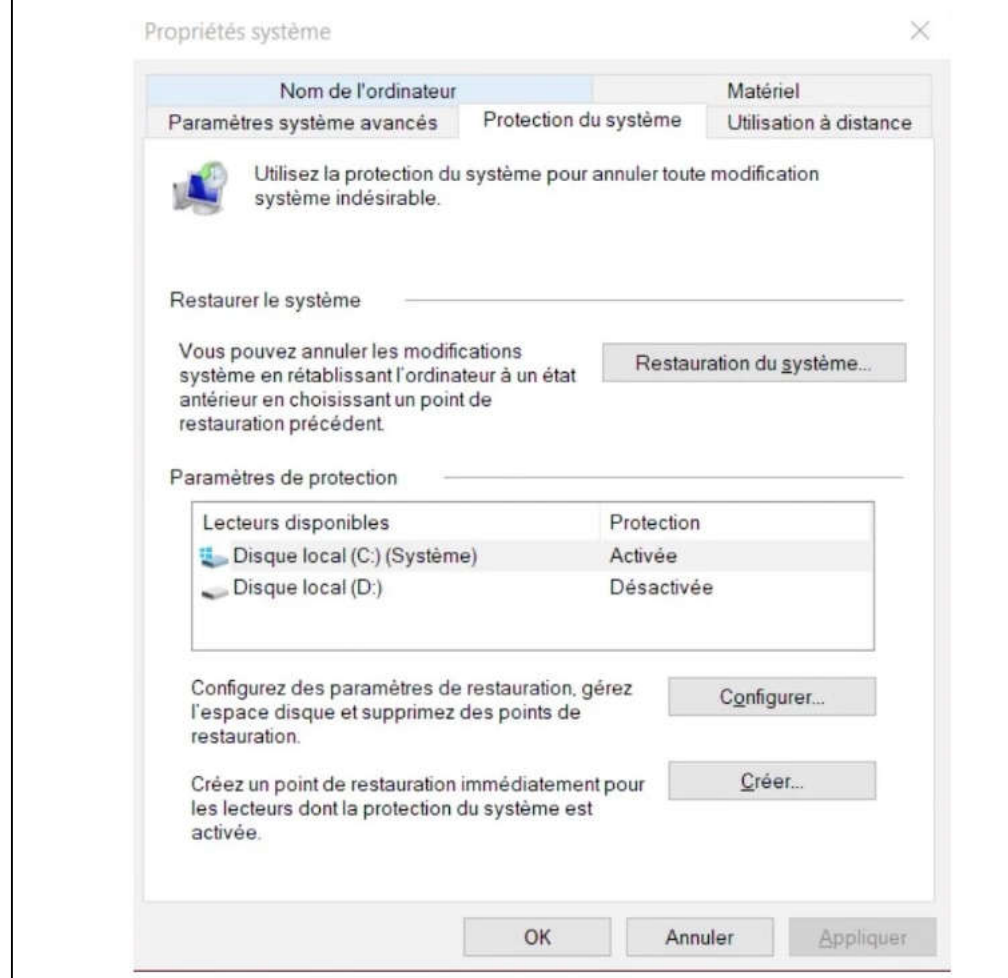 Propriétés système
Nom de l'ordinateur
Matériel
Paramètres système avancés
Protection du système
Utilisation à distance
Utilisez la protection du système pour annuler toute modification
système indésirable.
Restaurer le système
Vous pouvez annuler les modifications
système en rétablissant l'ordinateur à un état
antérieur en choisissant un point de
restauration précédent.
Restauration du système...
Paramètres de protection
Lecteurs disponibles
Protection
Disque local (C:) (Système)
Activée
Disque local (D:)
Désactivée
Configurez des paramètres de restauration, gérez
l'espace disque et supprimez des points de
restauration.
Configurer...
Créez un point de restauration immédiatement pour
les lecteurs dont la protection du système est
activée.
Créer...
OK
Annuler
Appliquer